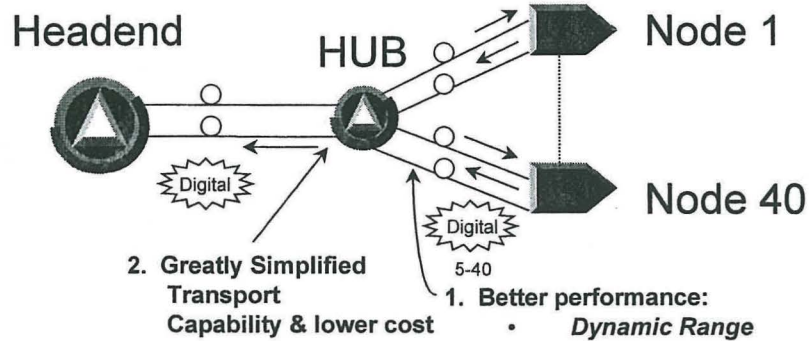 Headend
HUB
Node 1
Digital
Node 40
Digital
5-40
2. Greatly Simplified
Transport
Capability & lower cost
1. Better performance:
• Dynamic Range